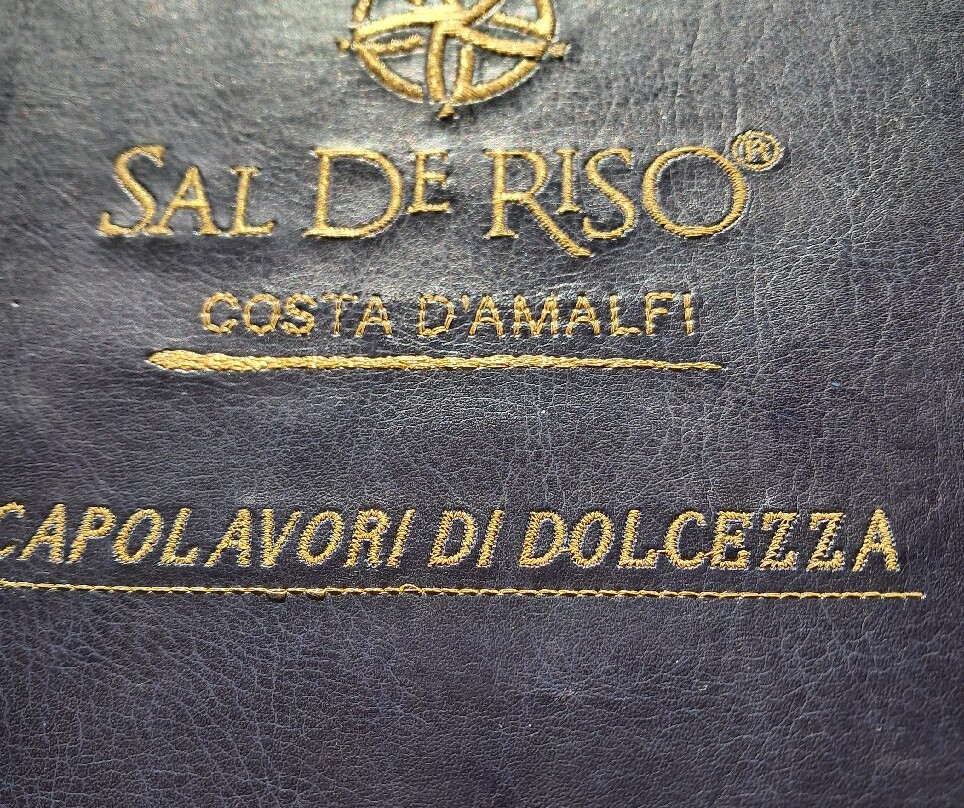 SAL DE RISO®
COSTA D'AMALFI
CAPOLAVORI DI DOLCEZZA